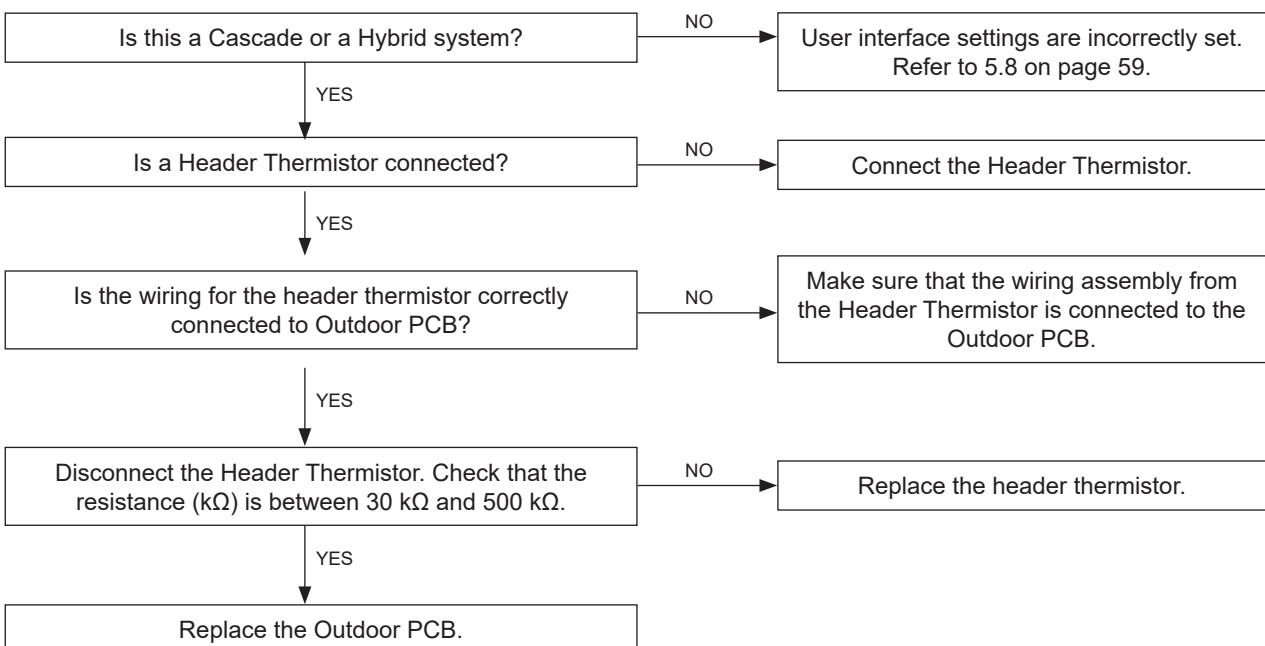 Is this a Cascade or a Hybrid system?
NO
User interface settings are incorrectly set.
Refer to 5.8 on page 59.
YES
Is a Header Thermistor connected?
NO
Connect the Header Thermistor.
YES
Is the wiring for the header thermistor correctly
connected to Outdoor PCB?
NO
Make sure that the wiring assembly from
the Header Thermistor is connected to the
Outdoor PCB.
YES
Disconnect the Header Thermistor. Check that the
resistance (kΩ) is between 30 kΩ and 500 kΩ.
NO
Replace the header thermistor.
YES
Replace the Outdoor PCB.